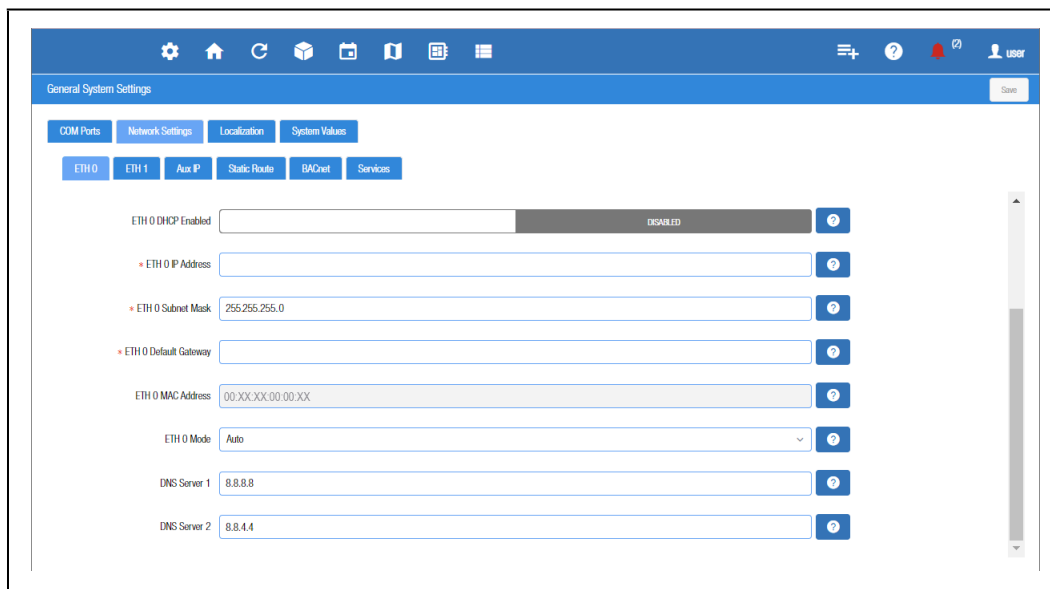 (2)
user
General System Settings
Save
COM Ports Network Settings Localization System Values
ETH 0 ETH 1 Aux IP Static Route BACnet Services
ETH 0 DHCP Enabled DISABLED ?
* ETH 0 IP Address ?
* ETH 0 Subnet Mask 255.255.255.0 ?
* ETH 0 Default Gateway ?
ETH 0 MAC Address 00:XX:XX:00:00:XX ?
ETH 0 Mode Auto ?
DNS Server 1 8.8.8.8 ?
DNS Server 2 8.8.4.4 ?